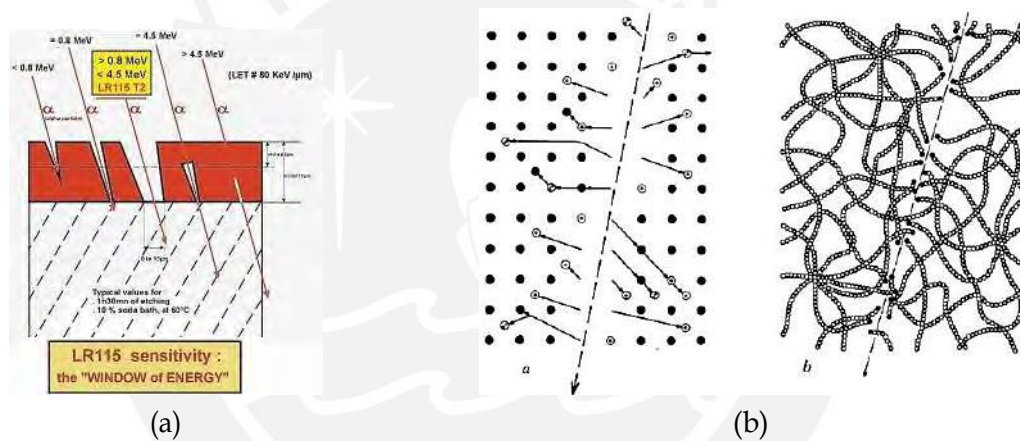 < 0.8 MeV
= 0.8 MeV
> 0.8 MeV
< 4.5 MeV
LR115 T2
= 4.5 MeV
> 4.5 MeV
(LET # 80 KeV /µm)
α
α
α
α
α
Typical values for :
. 1h30mn of etching
. 10 % soda bath, at 60°C
LR115 sensitivity :
the "WINDOW of ENERGY"
a
b
(a)
(b)